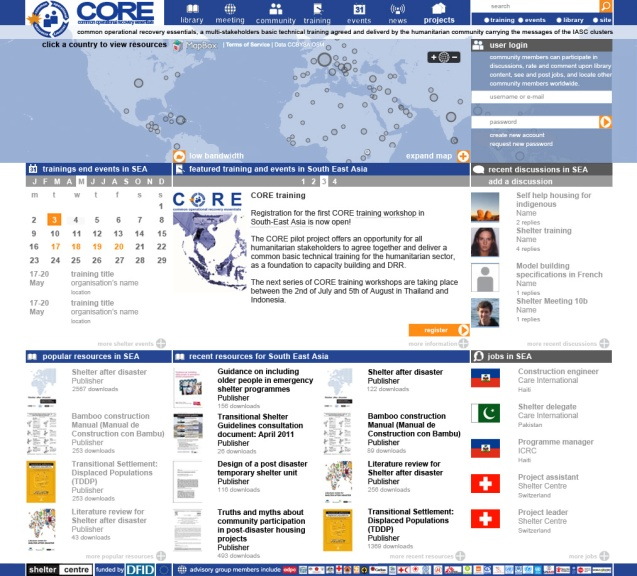 CORE
common operational recovery essentials
library meeting community training events news projects
search
training events library site
common operational recovery essentials, a multi-stakeholders basic technical training agreed and deliverd by the humanitarian community carrying the messages of the IASC clusters
click a country to view resources
MapBox | Terms of Service | Data CCBYSA OSM
user login
community members can participate in
discussions, rate and comment upon library
content, see and post jobs, and locate other
community members worldwide.
username or e-mail
password
create new account
request new password
low bandwidth
expand map
trainings end events in SEA
J F M A M J J A S O N D
m t w t f s s
1
2 3 4 5 6 7 8
9 10 11 12 13 14 15
16 17 18 19 20 21 22
23 24 25 26 27 28 29
17-20 May
training title
organisation's name
location
17-20 May
training title
organisation's name
location
more shelter events
featured training and events in South East Asia
1 2 3 4
CORE
common operational recovery essentials
CORE training
Registration for the first CORE training workshop in
South-East Asia is now open!
The CORE pilot project offers an opportunity for all
humanitarian stakeholders to agree together and deliver a
common basic technical training for the humanitarian sector,
as a foundation to capacity building and DRR.
The next series of CORE training workshops are taking place
between the 2nd of July and 5th of August in Thailand and
Indonesia.
register
more information
recent discussions in SEA
add a discussion
Self help housing for
indigenous
Name
2 replies
Shelter training
Name
4 replies
Model building
specifications in French
Name
1 replies
Shelter Meeting 10b
Name
1 replies
more recent discussions
popular resources in SEA
Shelter after disaster
Publisher
2567 downloads
Bamboo construction
Manual (Manual de
Construcion con Bambu)
Publisher
253 downloads
Transitional Settlement:
Displaced Populations
(TDDP)
Publisher
253 downloads
Literature review for
Shelter after disaster
Publisher
43 downloads
more popular resources
recent resources for South East Asia
Guidance on including
older people in emergency
shelter programmes
Publisher
156 downloads
Transitional Shelter
Guidelines consultation
document: April 2011
Publisher
26 downloads
Design of a post disaster
temporary shelter unit
Publisher
116 downloads
Truths and myths about
community participation
in post-disaster housing
projects
Publisher
493 downloads
Shelter after disaster
Publisher
122 downloads
Bamboo construction
Manual (Manual de
Construcion con Bambu)
Publisher
89 downloads
Literature review for
Shelter after disaster
Publisher
256 downloads
Transitional Settlement:
Displaced Populations
(TDDP)
Publisher
1369 downloads
more recent resources
jobs in SEA
Construction engineer
Care International
Haiti
Shelter delegate
Care International
Pakistan
Programme manager
ICRC
Haiti
Project assistant
Shelter Centre
Switzerland
Project leader
Shelter Centre
Switzerland
more jobs
shelter centre funded by DFID advisory group members include